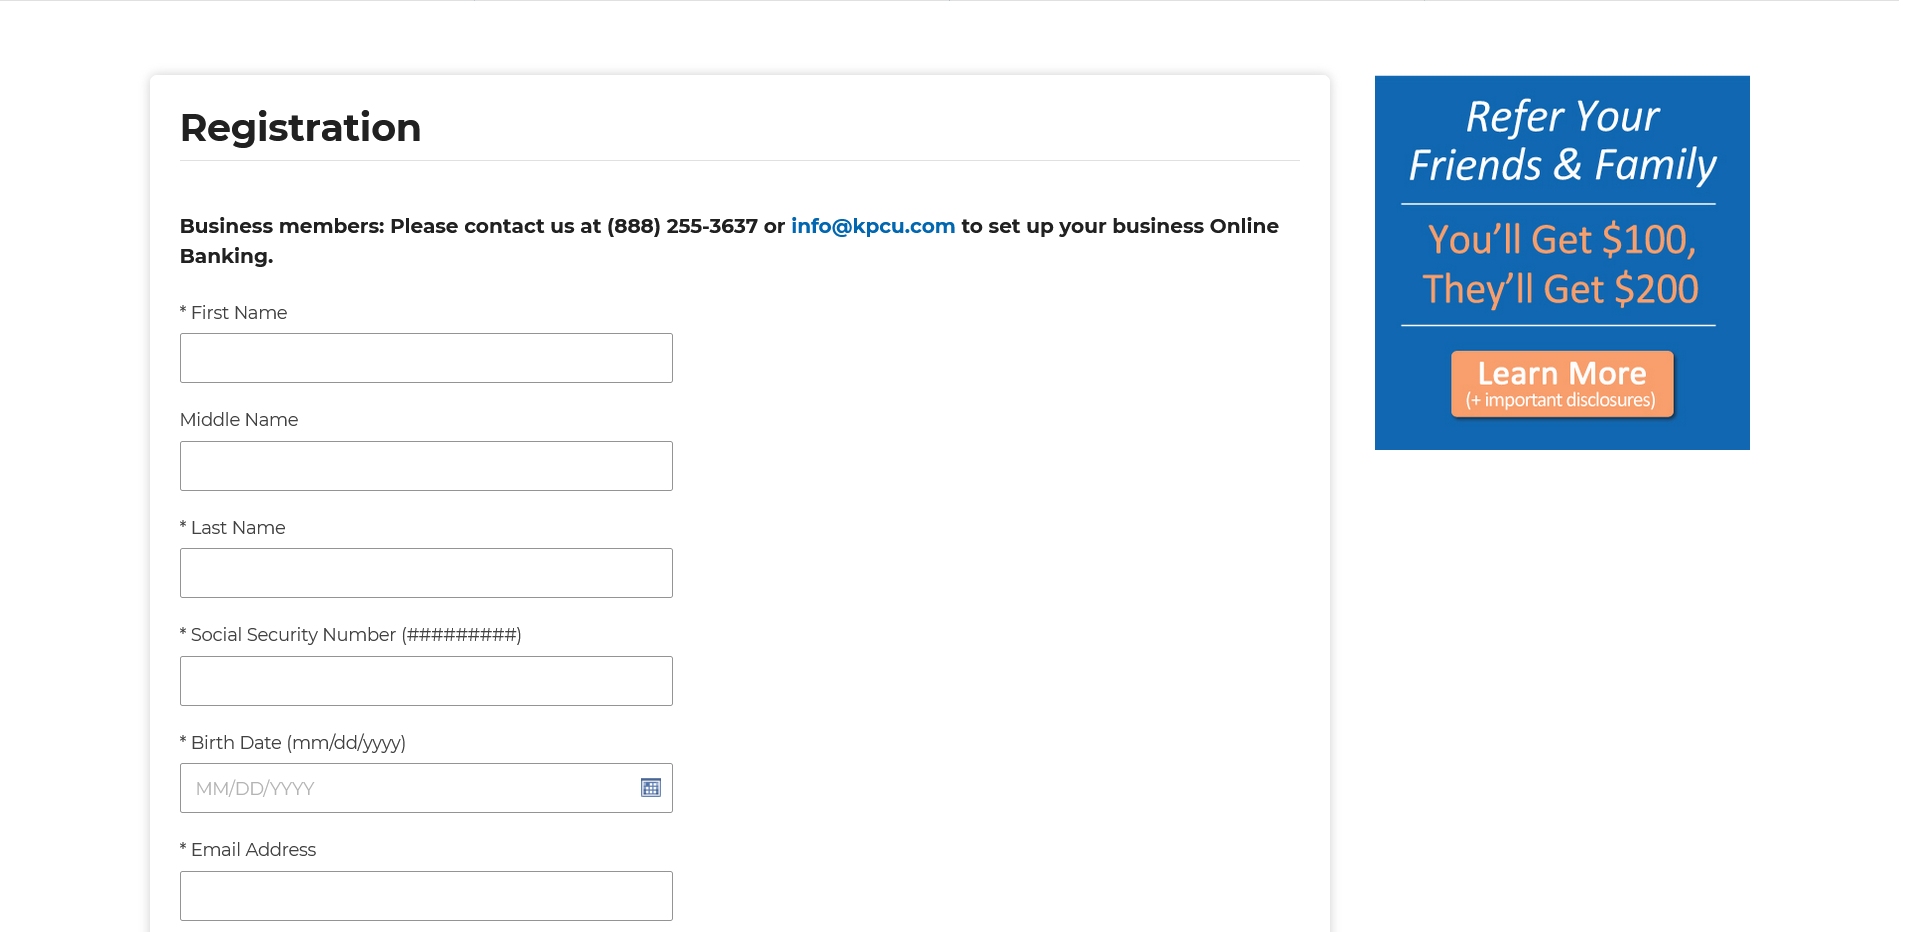 Registration
Business members: Please contact us at (888) 255-3637 or info@kpcu.com to set up your business Online
Banking.
* First Name
Middle Name
* Last Name
* Social Security Number (#########)
* Birth Date (mm/dd/yyyy)
MM/DD/YYYY
* Email Address
Refer Your
Friends & Family
You'll Get $100,
They'll Get $200
Learn More
(+ important disclosures)